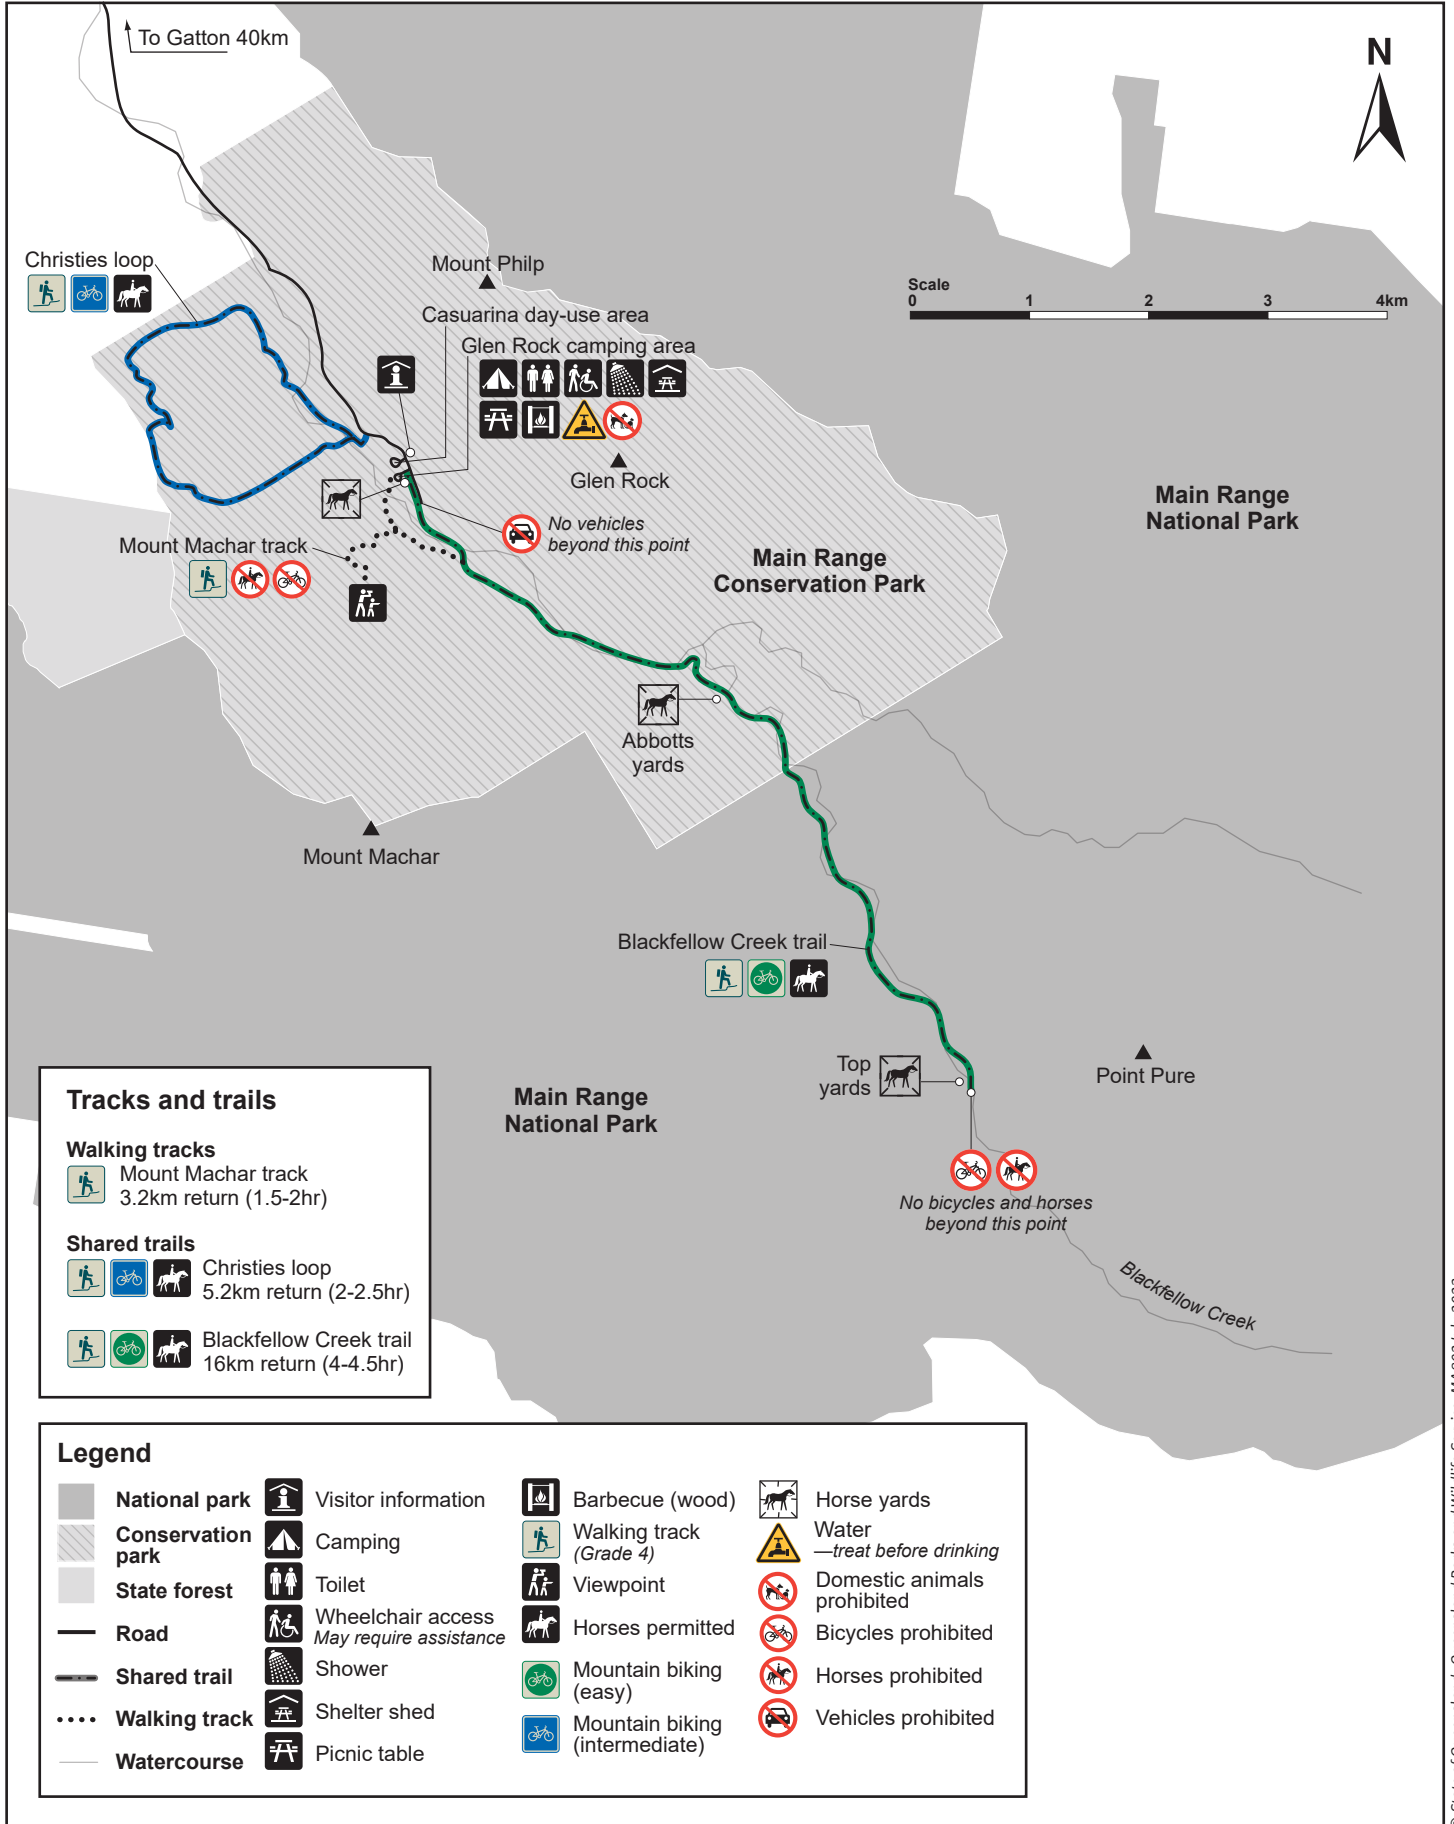 To Gatton 40km
N
Christies loop
Mount Philp
Scale
0 1 2 3 4km
Casuarina day-use area
Glen Rock camping area
Glen Rock
Main Range
National Park
No vehicles
beyond this point
Mount Machar track
Main Range
Conservation Park
Abbotts
yards
Mount Machar
Blackfellow Creek trail
Top
yards
Point Pure
Main Range
National Park
No bicycles and horses
beyond this point
Blackfellow Creek
Tracks and trails
Walking tracks
Mount Machar track
3.2km return (1.5-2hr)
Shared trails
Christies loop
5.2km return (2-2.5hr)
Blackfellow Creek trail
16km return (4-4.5hr)
Legend
National park
Conservation
park
State forest
Road
Shared trail
Walking track
Watercourse
Visitor information
Camping
Toilet
Wheelchair access
May require assistance
Shower
Shelter shed
Picnic table
Barbecue (wood)
Walking track
(Grade 4)
Viewpoint
Horses permitted
Mountain biking
(easy)
Mountain biking
(intermediate)
Horse yards
Water
—treat before drinking
Domestic animals
prohibited
Bicycles prohibited
Horses prohibited
Vehicles prohibited